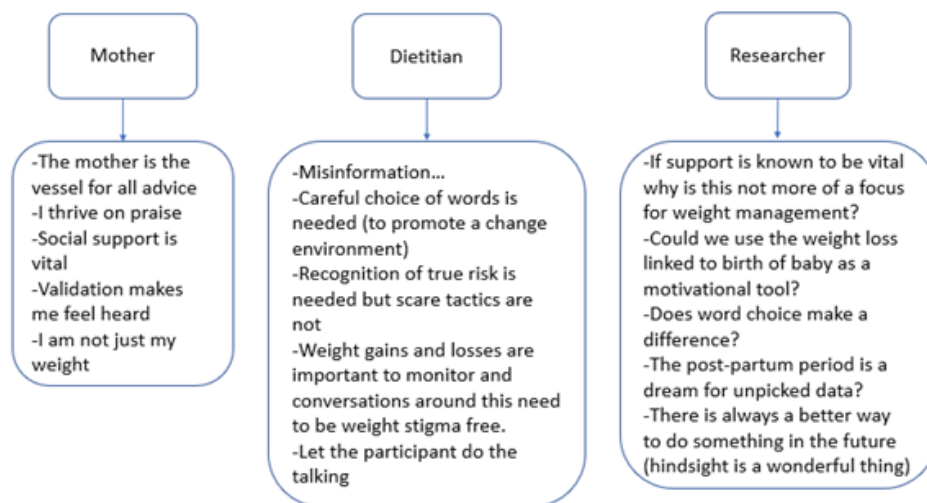 Mother
-The mother is the
vessel for all advice
-I thrive on praise
-Social support is
vital
-Validation makes
me feel heard
-I am not just my
weight
Dietitian
-Misinformation...
-Careful choice of words is
needed (to promote a change
environment)
-Recognition of true risk is
needed but scare tactics are
not
-Weight gains and losses are
important to monitor and
conversations around this need
to be weight stigma free.
-Let the participant do the
talking
Researcher
-If support is known to be vital
why is this not more of a focus
for weight management?
-Could we use the weight loss
linked to birth of baby as a
motivational tool?
-Does word choice make a
difference?
-The post-partum period is a
dream for unpicked data?
-There is always a better way
to do something in the future
(hindsight is a wonderful thing)